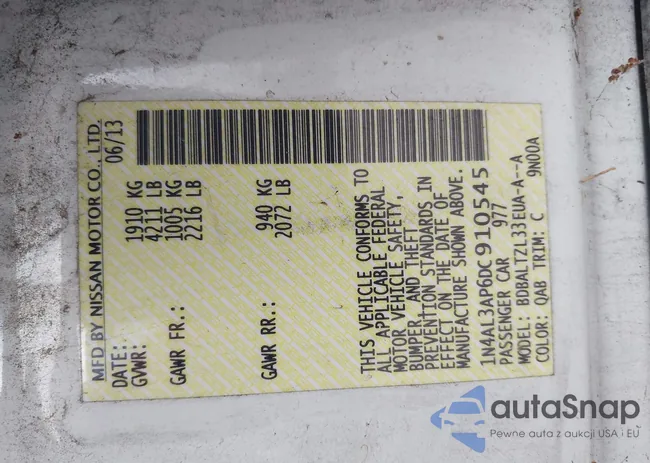 MFD BY NISSAN MOTOR CO., LTD.
DATE: 06/13
GVWR: 1910 KG
4211 LB
GAWR FR.: 1005 KG
2216 LB
GAWR RR.: 940 KG
2072 LB
THIS VEHICLE CONFORMS TO
ALL APPLICABLE FEDERAL
MOTOR VEHICLE SAFETY,
BUMPER, AND THEFT
PREVENTION STANDARDS IN
EFFECT ON THE DATE OF
MANUFACTURE SHOWN ABOVE.
1N4AL3AP6DC910545
PASSENGER CAR 977
MODEL: BDBALTZL33EUA-A--A
COLOR: QAB TRIM: C 9N00A
autoSnap
Pewne auta z aukcji USA i EU